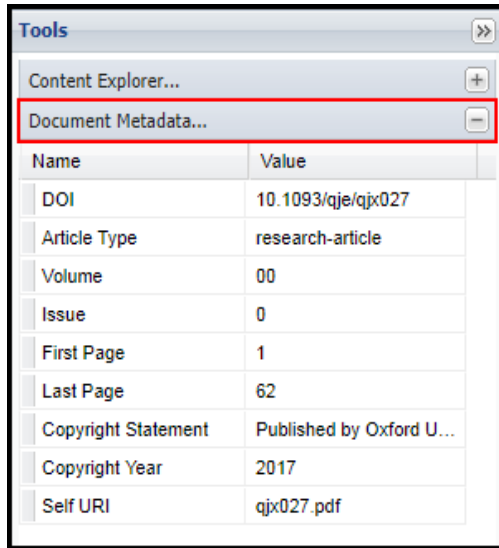 Tools
Content Explorer...
Document Metadata...
Name Value
DOI 10.1093/qje/qjx027
Article Type research-article
Volume 00
Issue 0
First Page 1
Last Page 62
Copyright Statement Published by Oxford U...
Copyright Year 2017
Self URI qjx027.pdf